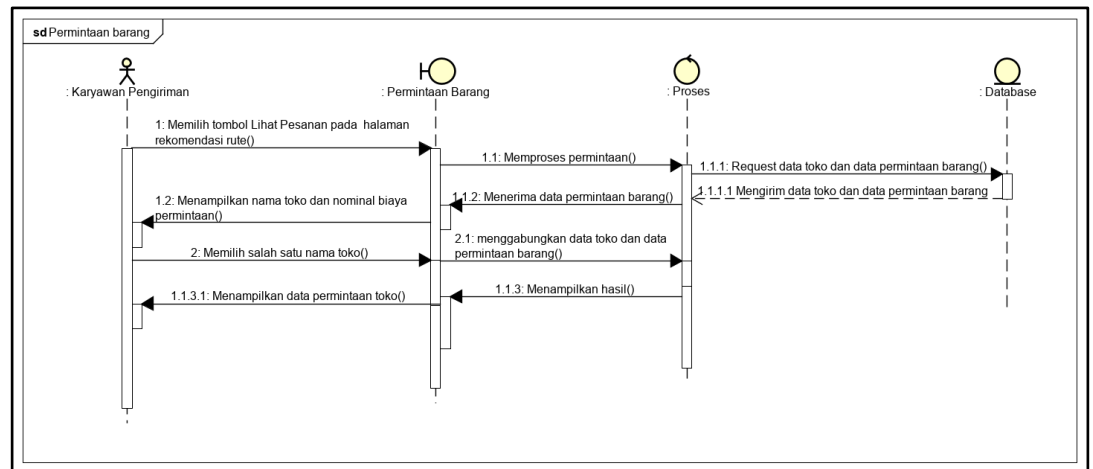 sd Permintaan barang
: Karyawan Pengiriman
: Permintaan Barang
: Proses
: Database
1: Memilih tombol Lihat Pesanan pada halaman
rekomendasi rute()
1.1: Memproses permintaan()
1.1.1: Request data toko dan data permintaan barang()
1.1.1.1 Mengirim data toko dan data permintaan barang
1.1.2: Menerima data permintaan barang()
1.2: Menampilkan nama toko dan nominal biaya
permintaan()
2: Memilih salah satu nama toko()
2.1: menggabungkan data toko dan data
permintaan barang()
1.1.3: Menampilkan hasil()
1.1.3.1: Menampilkan data permintaan toko()